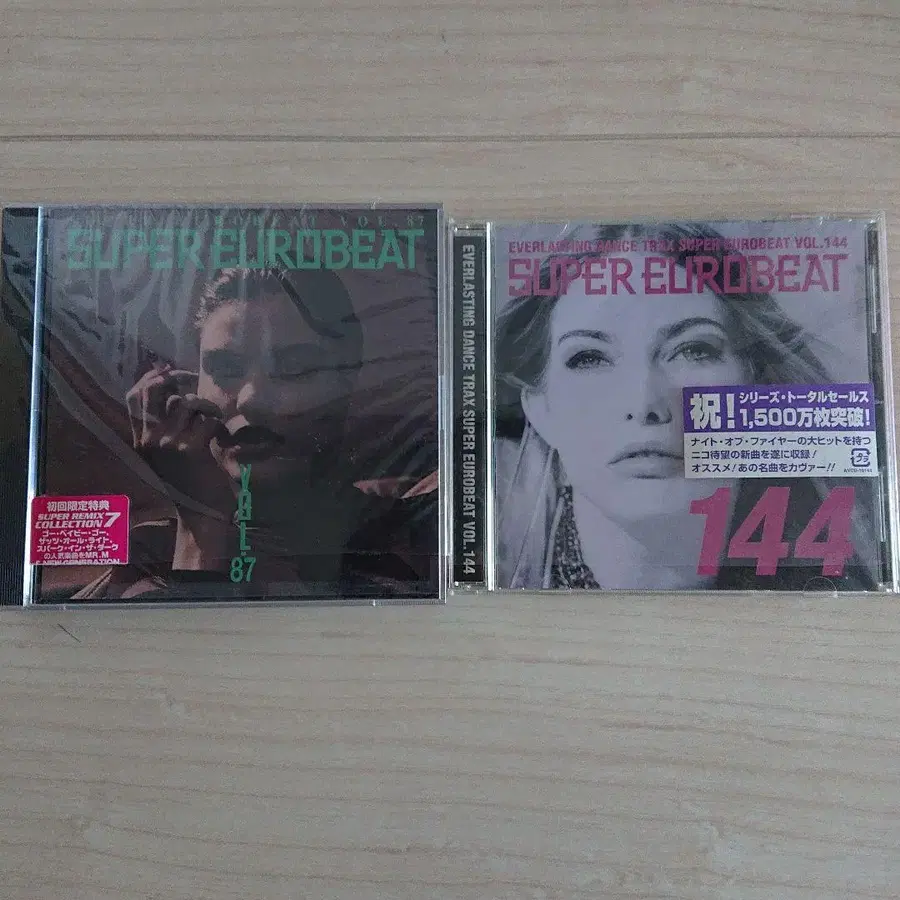 SUPER EUROBEAT VOL. 87
SUPER EUROBEAT
VOL.
87
初回限定特典
SUPER REMIX
COLLECTION 7
ゴー・ベイビー・ゴー、
ザッツ・オール・ライト、
スパーク・イン・ザ・ダーク
の人気楽曲をMR.M
& NEW GENERATION
EVERLASTING DANCE TRAX SUPER EUROBEAT VOL.144
EVERLASTING DANCE TRAX SUPER EUROBEAT VOL.144
SUPER EUROBEAT
祝!
シリーズ・トータルセールス
1,500万枚突破!
ナイト・オブ・ファイヤーの大ヒットを持つ
ニコ待望の新曲を遂に収録!
オススメ!あの名曲をカヴァー!!
プラ
144